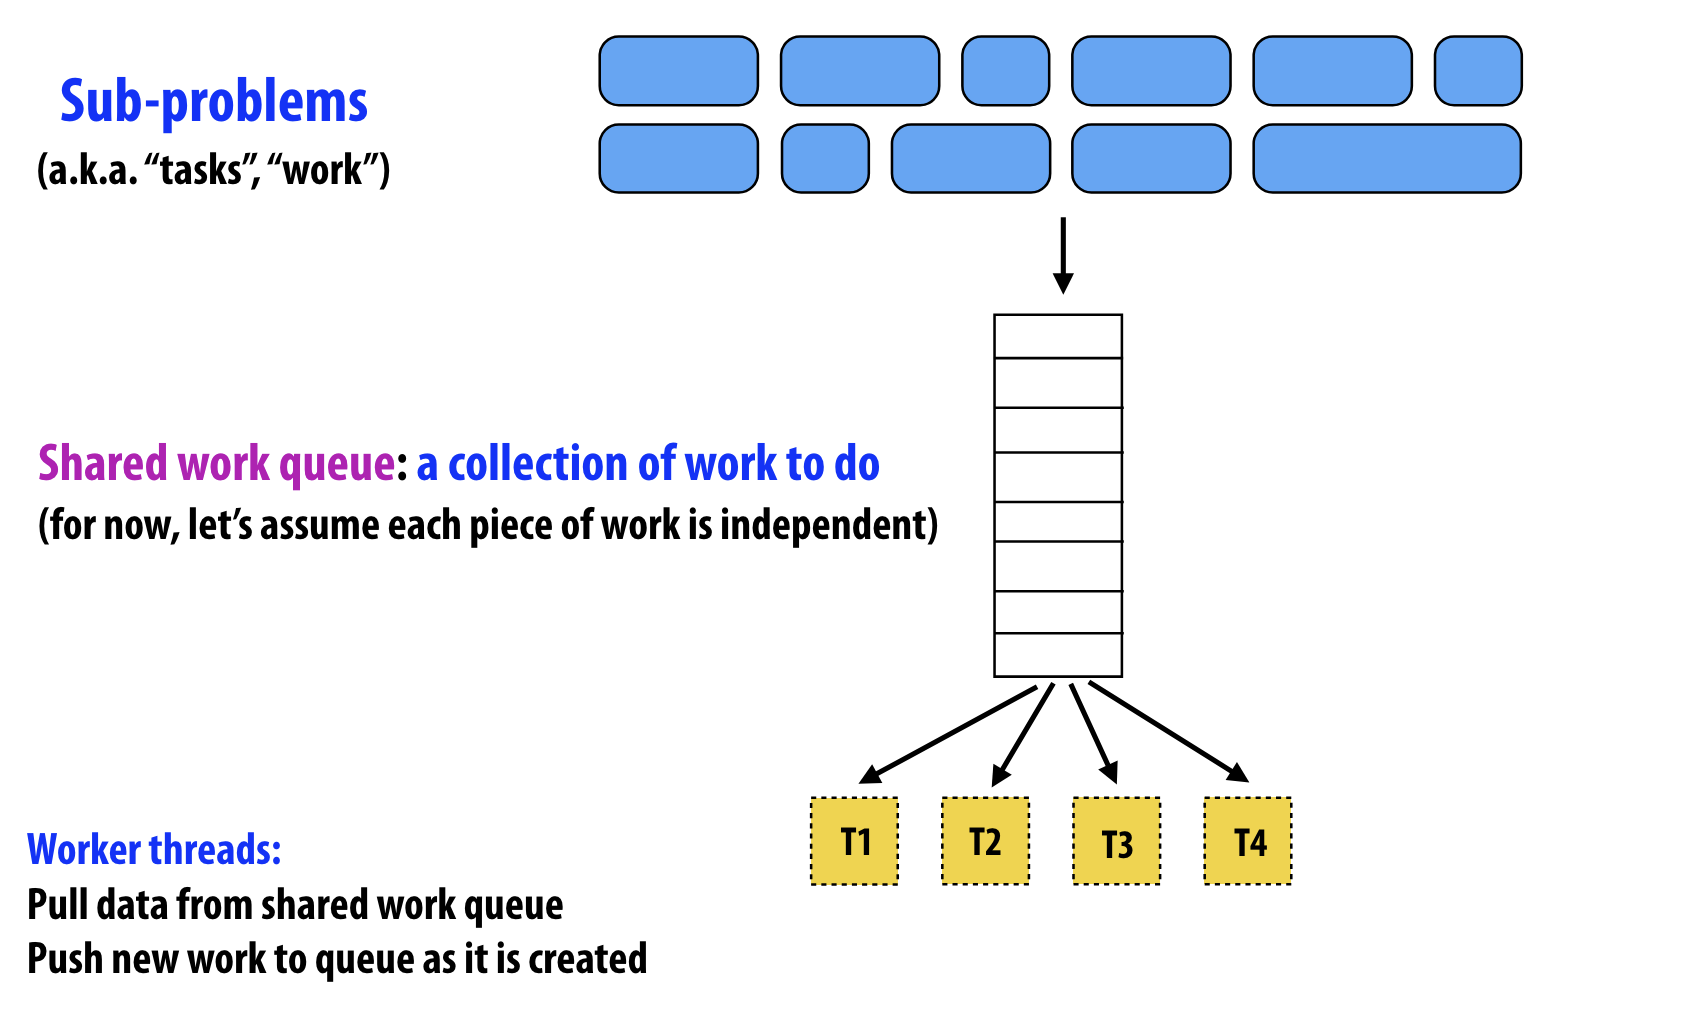 Sub-problems
(a.k.a. “tasks”, “work”)
Shared work queue: a collection of work to do
(for now, let’s assume each piece of work is independent)
T1 T2 T3 T4
Worker threads:
Pull data from shared work queue
Push new work to queue as it is created